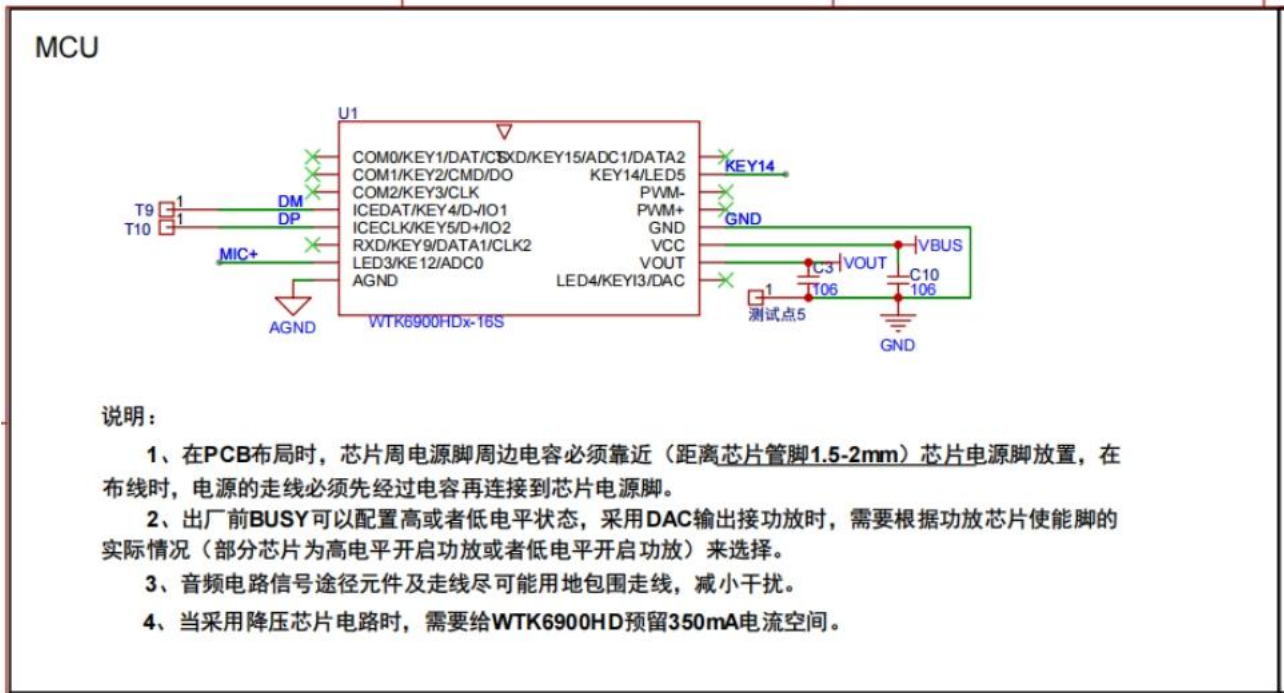 MCU
U1
COM0/KEY1/DAT/CS
TXD/KEY15/ADC1/DATA2
COM1/KEY2/CMD/DO
KEY14/LED5
KEY14
COM2/KEY3/CLK
PWM-
T9
1
DM
ICEDAT/KEY4/D-/IO1
PWM+
T10
1
DP
ICECLK/KEY5/D+/IO2
GND
GND
RXD/KEY9/DATA1/CLK2
VCC
VBUS
MIC+
LED3/KE12/ADC0
VOUT
VOUT
C3
106
C10
106
AGND
LED4/KEYI3/DAC
1
测试点5
AGND
WTK6900HDx-16S
GND
说明：
1、在PCB布局时，芯片周电源脚周边电容必须靠近（距离芯片管脚1.5-2mm）芯片电源脚放置，在
布线时，电源的走线必须先经过电容再连接到芯片电源脚。
2、出厂前BUSY可以配置高或者低电平状态，采用DAC输出接功放时，需要根据功放芯片使能脚的
实际情况（部分芯片为高电平开启功放或者低电平开启功放）来选择。
3、音频电路信号途径元件及走线尽可能用地包围走线，减小干扰。
4、当采用降压芯片电路时，需要给WTK6900HD预留350mA电流空间。